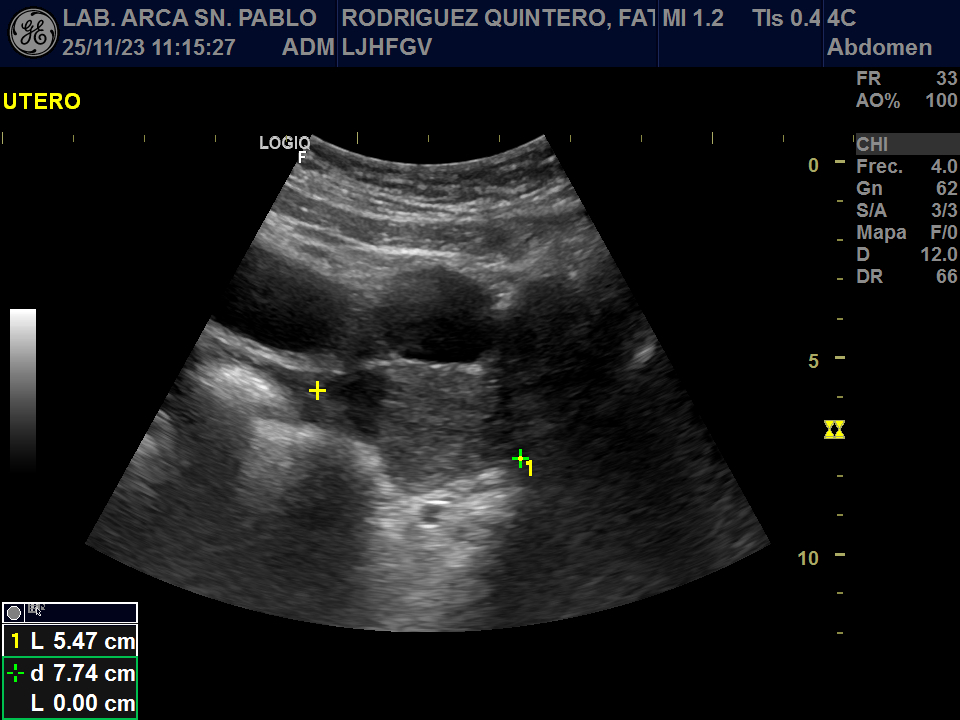 LAB. ARCA SN. PABLO
RODRIGUEZ QUINTERO, FAT
MI 1.2
TIs 0.4
4C
25/11/23 11:15:27
ADM
LJHFGV
Abdomen
UTERO
FR 33
AO% 100
LOGIQ
F
CHI
Frec. 4.0
Gn 62
S/A 3/3
Mapa F/0
D 12.0
DR 66
0
5
10
1
1 L 5.47 cm
d 7.74 cm
L 0.00 cm